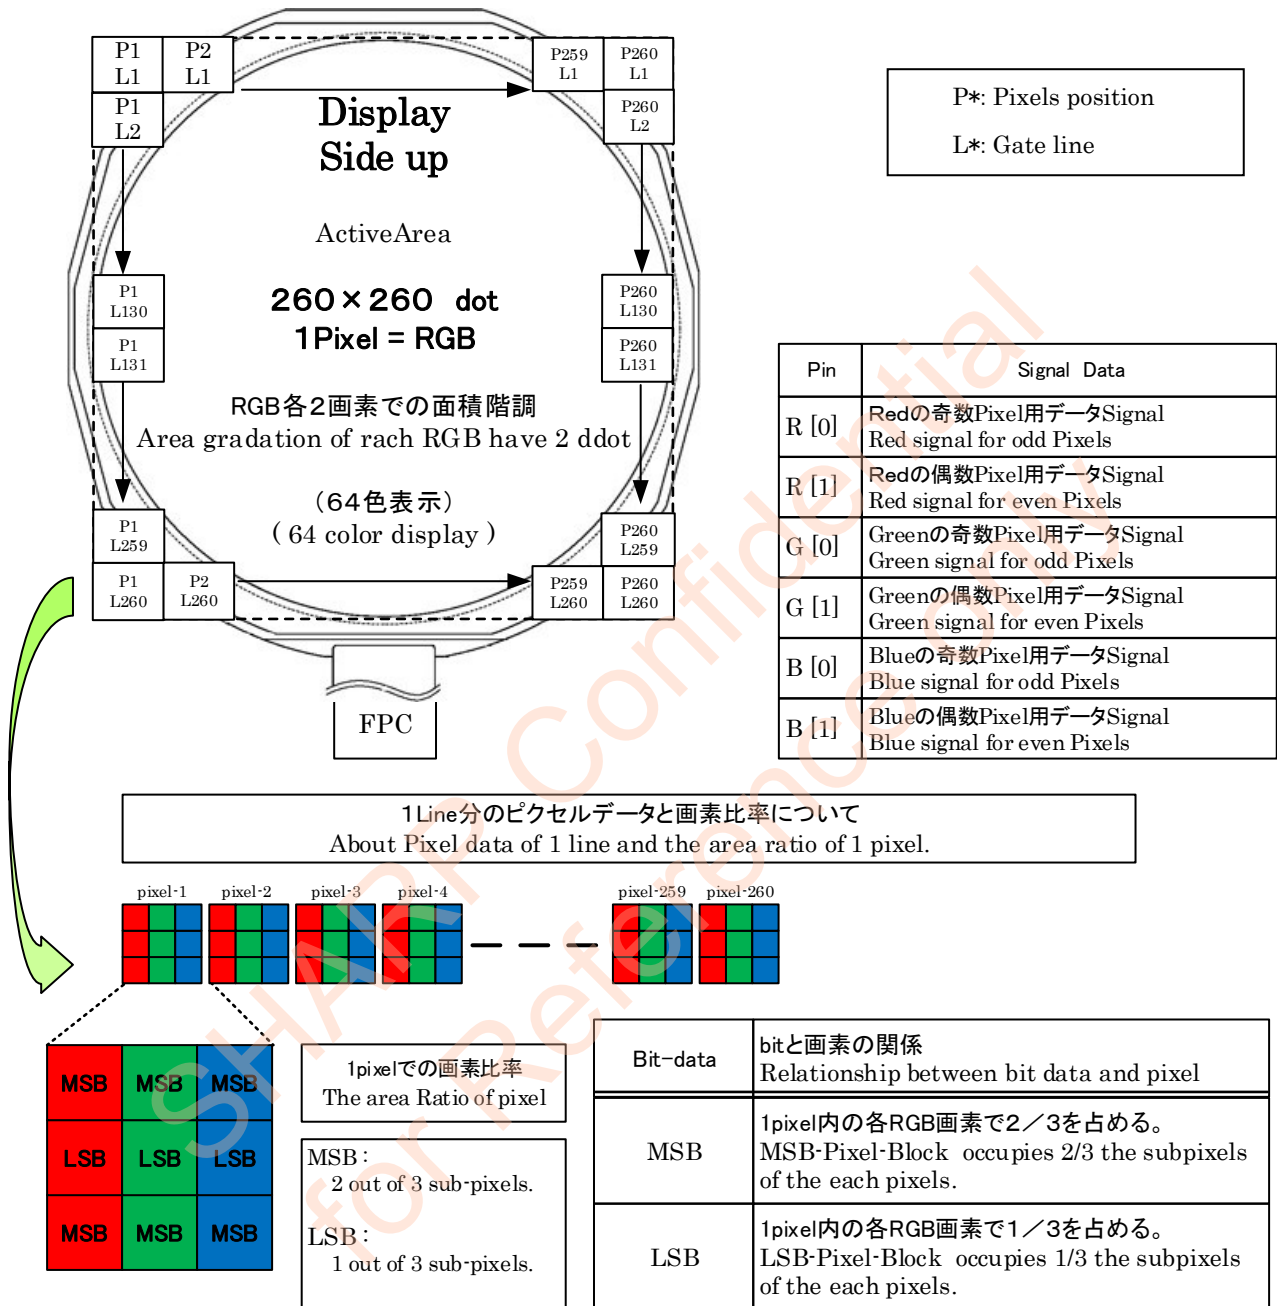 P1
L1
P2
L1
P259
L1
P260
L1
P1
L2
P260
L2
Display
Side up
ActiveArea
P1
L130
P260
L130
260×260 dot
1Pixel = RGB
P1
L131
P260
L131
RGB各2画素での面積階調
Area gradation of rach RGB have 2 ddot
(64色表示)
( 64 color display )
P1
L259
P260
L259
P1
L260
P2
L260
P259
L260
P260
L260
FPC
P*: Pixels position
L*: Gate line
Pin
Signal Data
R [0]
Redの奇数Pixel用データSignal
Red signal for odd Pixels
R [1]
Redの偶数Pixel用データSignal
Red signal for even Pixels
G [0]
Greenの奇数Pixel用データSignal
Green signal for odd Pixels
G [1]
Greenの偶数Pixel用データSignal
Green signal for even Pixels
B [0]
Blueの奇数Pixel用データSignal
Blue signal for odd Pixels
B [1]
Blueの偶数Pixel用データSignal
Blue signal for even Pixels
1Line分のピクセルデータと画素比率について
About Pixel data of 1 line and the area ratio of 1 pixel.
pixel-1 pixel-2 pixel-3 pixel-4 pixel-259 pixel-260
MSB MSB MSB
LSB LSB LSB
MSB MSB MSB
1pixelでの画素比率
The area Ratio of pixel
MSB :
2 out of 3 sub-pixels.
LSB :
1 out of 3 sub-pixels.
Bit-data
bitと画素の関係
Relationship between bit data and pixel
MSB
1pixel内の各RGB画素で2/3を占める。
MSB-Pixel-Block occupies 2/3 the subpixels
of the each pixels.
LSB
1pixel内の各RGB画素で1/3を占める。
LSB-Pixel-Block occupies 1/3 the subpixels
of the each pixels.
SHARP Confidential
for Reference only